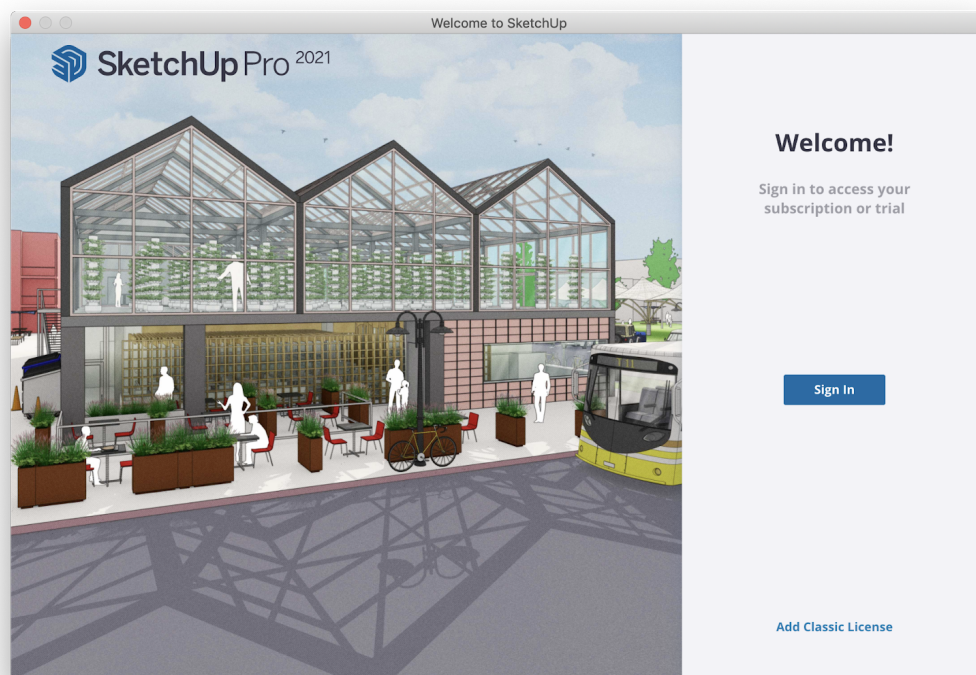 Welcome to SketchUp
SketchUp Pro 2021
Welcome!
Sign in to access your
subscription or trial
Sign In
Add Classic License